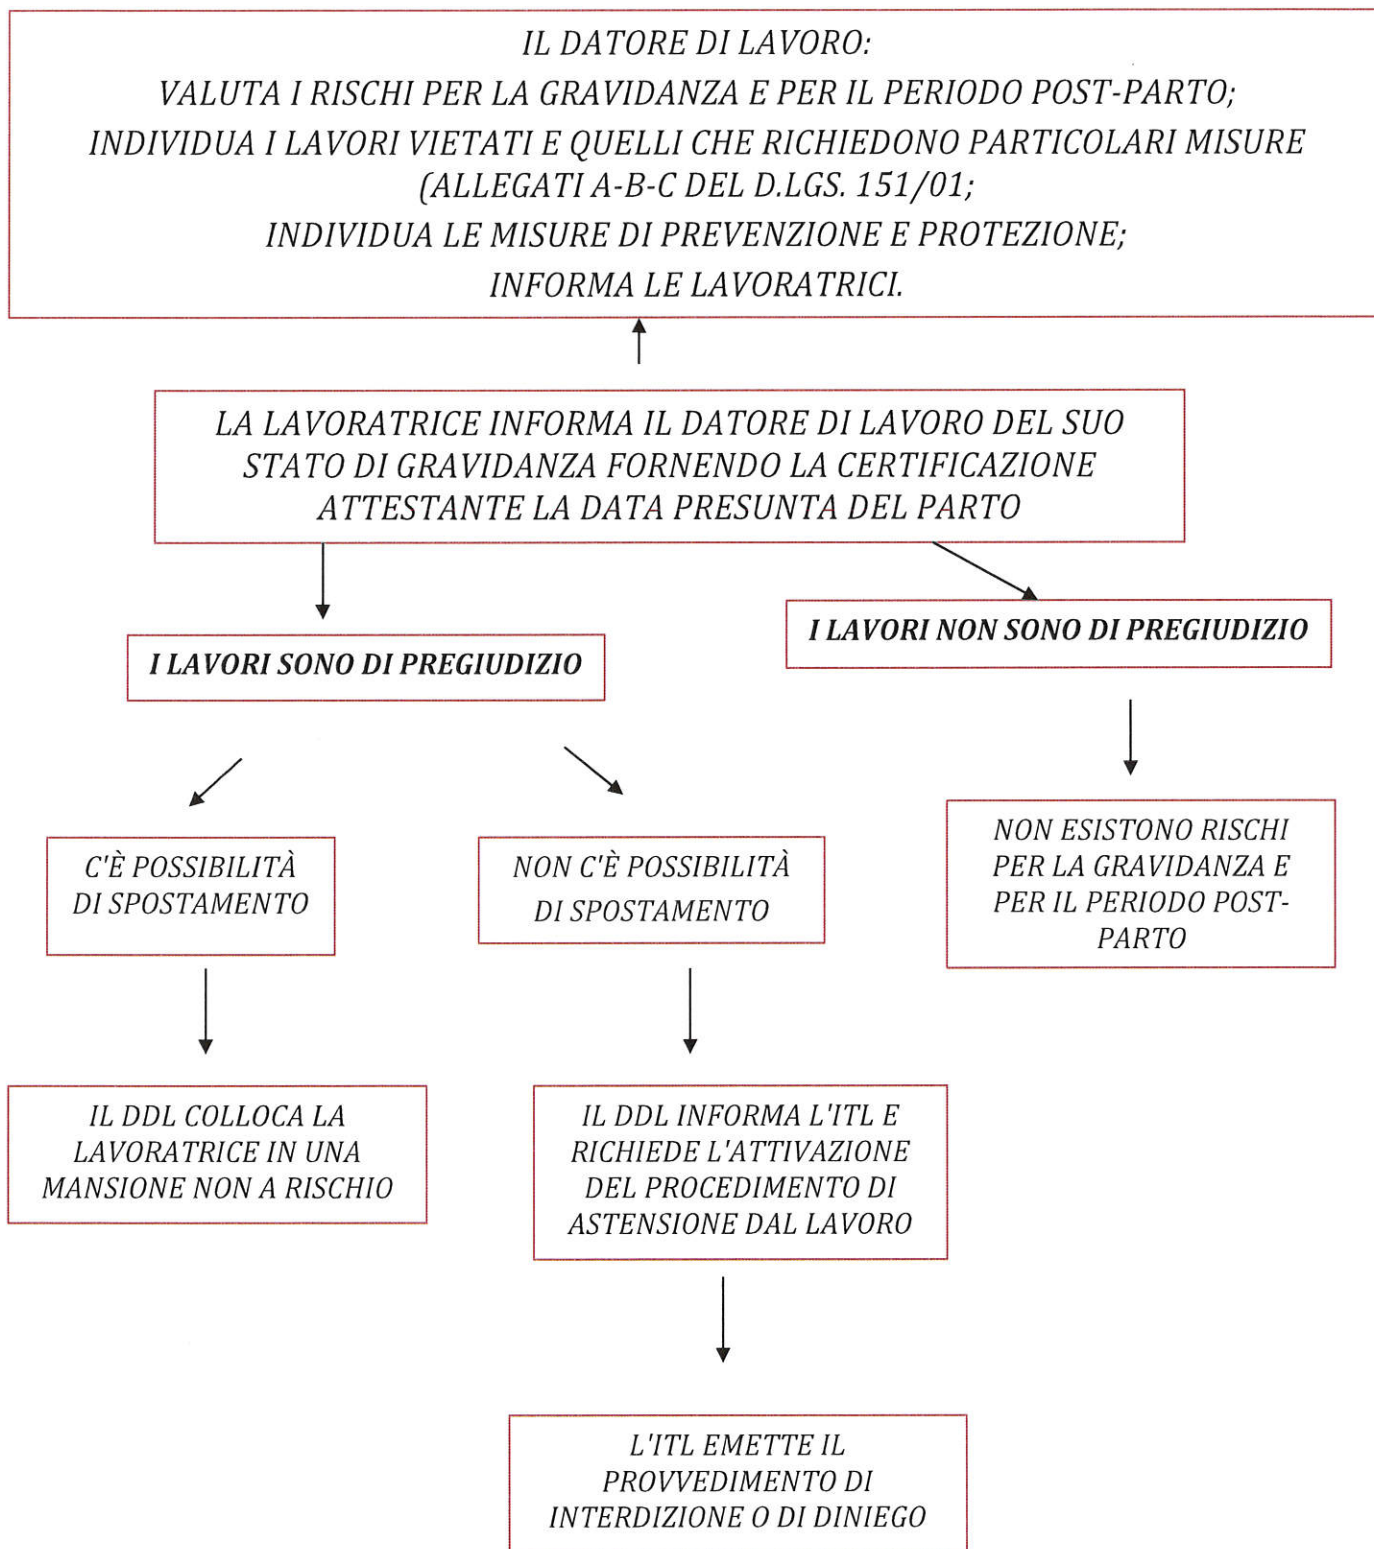 IL DATORE DI LAVORO:
VALUTA I RISCHI PER LA GRAVIDANZA E PER IL PERIODO POST-PARTO;
INDIVIDUA I LAVORI VIETATI E QUELLI CHE RICHIEDONO PARTICOLARI MISURE
(ALLEGATI A-B-C DEL D.LGS. 151/01;
INDIVIDUA LE MISURE DI PREVENZIONE E PROTEZIONE;
INFORMA LE LAVORATRICI.
LA LAVORATRICE INFORMA IL DATORE DI LAVORO DEL SUO
STATO DI GRAVIDANZA FORNENDO LA CERTIFICAZIONE
ATTESTANTE LA DATA PRESUNTA DEL PARTO
I LAVORI SONO DI PREGIUDIZIO
I LAVORI NON SONO DI PREGIUDIZIO
C'È POSSIBILITÀ
DI SPOSTAMENTO
NON C'È POSSIBILITÀ
DI SPOSTAMENTO
NON ESISTONO RISCHI
PER LA GRAVIDANZA E
PER IL PERIODO POST-
PARTO
IL DDL COLLOCA LA
LAVORATRICE IN UNA
MANSIONE NON A RISCHIO
IL DDL INFORMA L'ITL E
RICHIEDE L'ATTIVAZIONE
DEL PROCEDIMENTO DI
ASTENSIONE DAL LAVORO
L'ITL EMETTE IL
PROVVEDIMENTO DI
INTERDIZIONE O DI DINIEGO